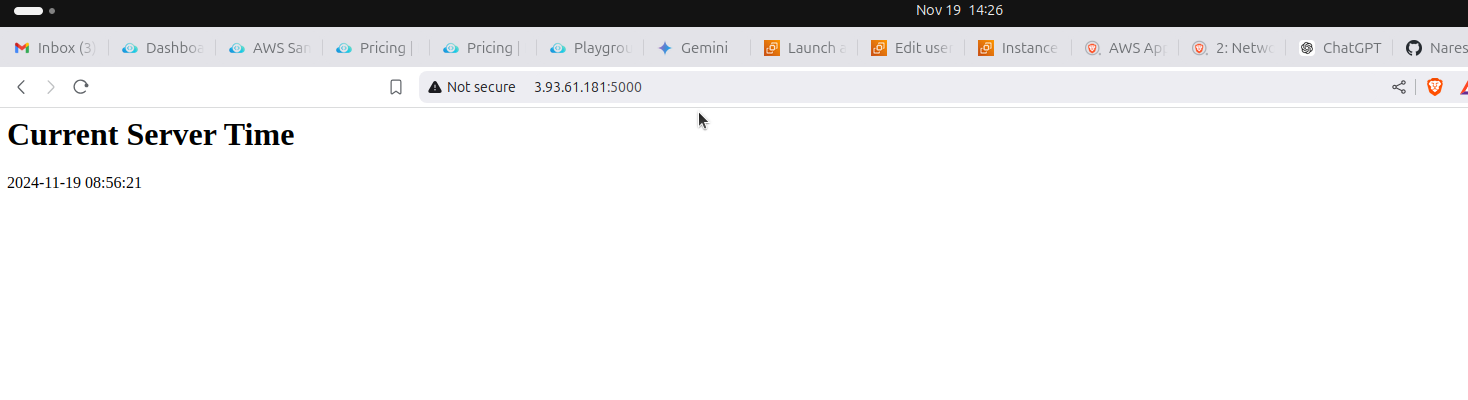 Nov 19 14:26
Inbox (3) Dashboa AWS San Pricing | Pricing | Playgrou Gemini Launch a Edit user Instance AWS App 2: Netwo ChatGPT Nares
Not secure 3.93.61.181:5000
Current Server Time
2024-11-19 08:56:21